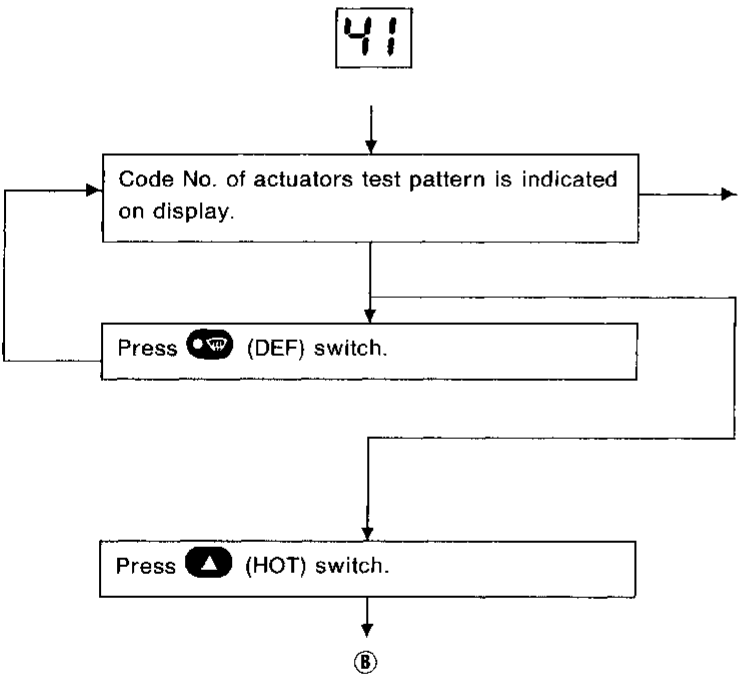 41
Code No. of actuators test pattern is indicated
on display.
Press (DEF) switch.
Press (HOT) switch.
B